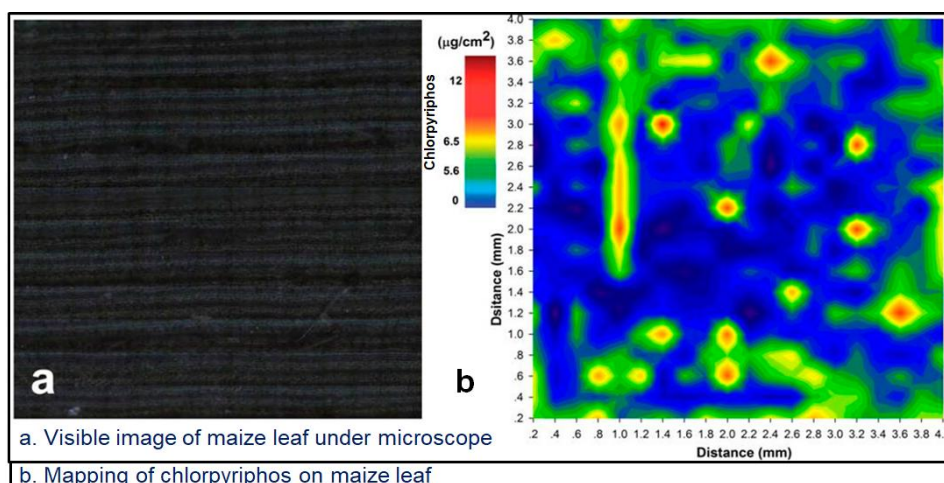 (µg/cm²)
Chlorpyriphos
12
6.5
5.6
0
Dsitance (mm)
4.0
3.8
3.6
3.4
3.2
3.0
2.8
2.6
2.4
2.2
2.0
1.8
1.6
1.4
1.2
1.0
.8
.6
.4
.2
.2 .4 .6 .8 1.0 1.2 1.4 1.6 1.8 2.0 2.2 2.4 2.6 2.8 3.0 3.2 3.4 3.6 3.8 4.
Distance (mm)
a
b
a. Visible image of maize leaf under microscope
b. Mapping of chlorpyriphos on maize leaf